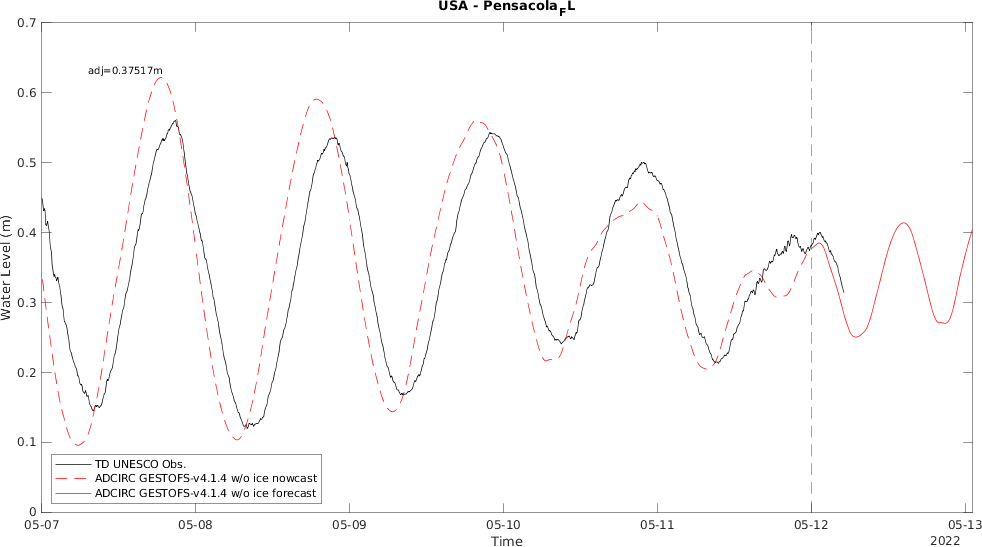 USA - Pensacola_FL
adj=0.37517m
0.7
0.6
0.5
0.4
0.3
0.2
0.1
0
Water Level (m)
TD UNESCO Obs.
ADCIRC GESTOFS-v4.1.4 w/o ice nowcast
ADCIRC GESTOFS-v4.1.4 w/o ice forecast
05-07 05-08 05-09 05-10 05-11 05-12 05-13
Time
2022